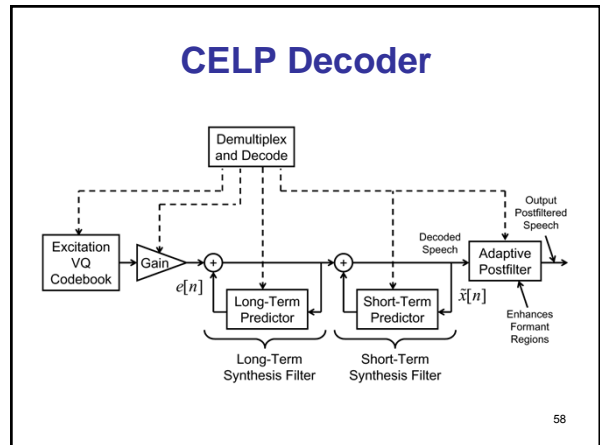 CELP Decoder
Demultiplex
and Decode
Excitation
VQ
Codebook
Gain
+
e[n]
Long-Term
Predictor
Long-Term
Synthesis Filter
+
Short-Term
Predictor
Short-Term
Synthesis Filter
Decoded
Speech
x̃[n]
Adaptive
Postfilter
Output
Postfiltered
Speech
Enhances
Formant
Regions
58